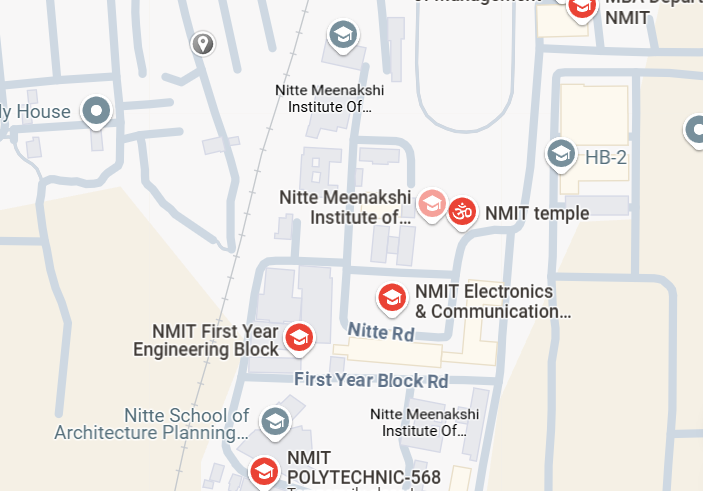 of management
MBA Depart
NMIT
Nitte Meenakshi
Institute Of…
ly House
HB-2
Nitte Meenakshi
Institute of…
NMIT temple
NMIT Electronics
& Communication…
NMIT First Year
Engineering Block
Nitte Rd
First Year Block Rd
Nitte School of
Architecture Planning…
Nitte Meenakshi
Institute Of…
NMIT
POLYTECHNIC-568